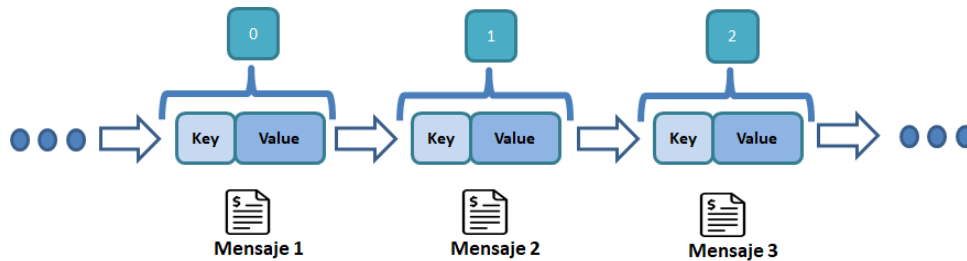 0
1
2
Key Value
Key Value
Key Value
$
$
$
Mensaje 1
Mensaje 2
Mensaje 3